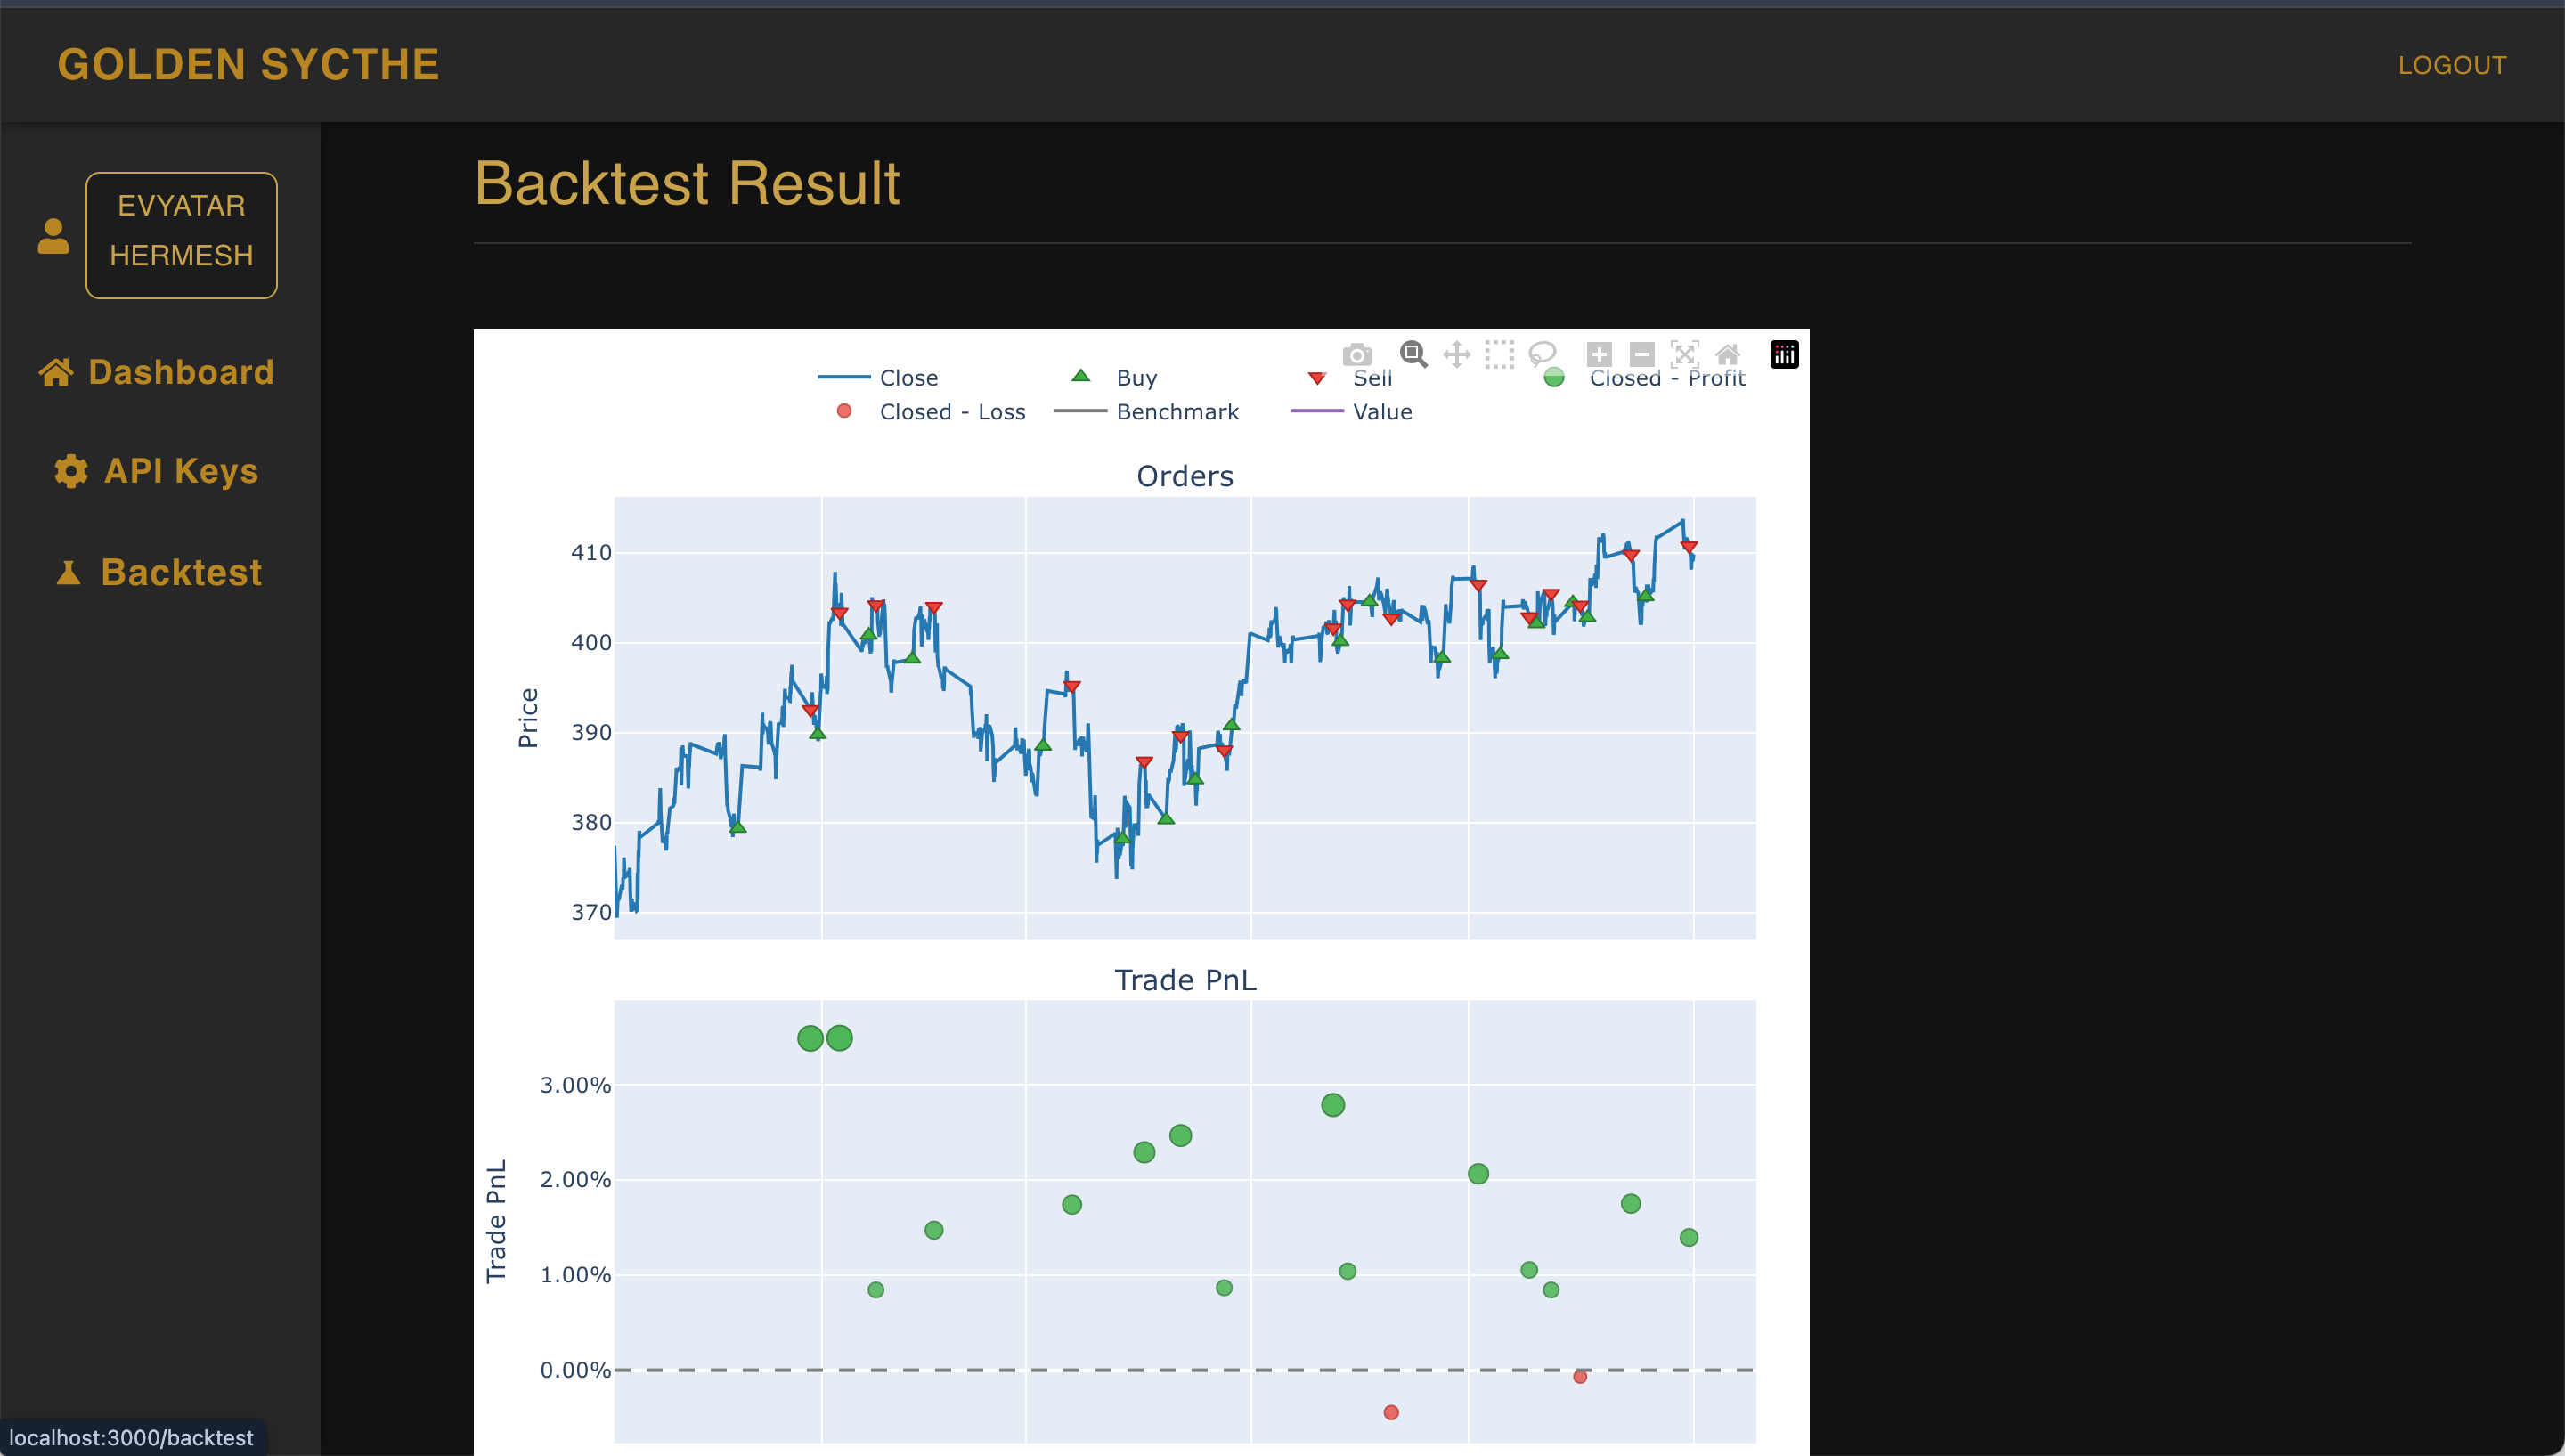 GOLDEN SYCTHE
LOGOUT
EVYATAR
HERMESH
Dashboard
API Keys
Backtest
Backtest Result
Close
Buy
Sell
Closed - Profit
Closed - Loss
Benchmark
Value
Orders
410
400
390
380
370
Price
Trade PnL
3.00%
2.00%
1.00%
0.00%
Trade PnL
localhost:3000/backtest